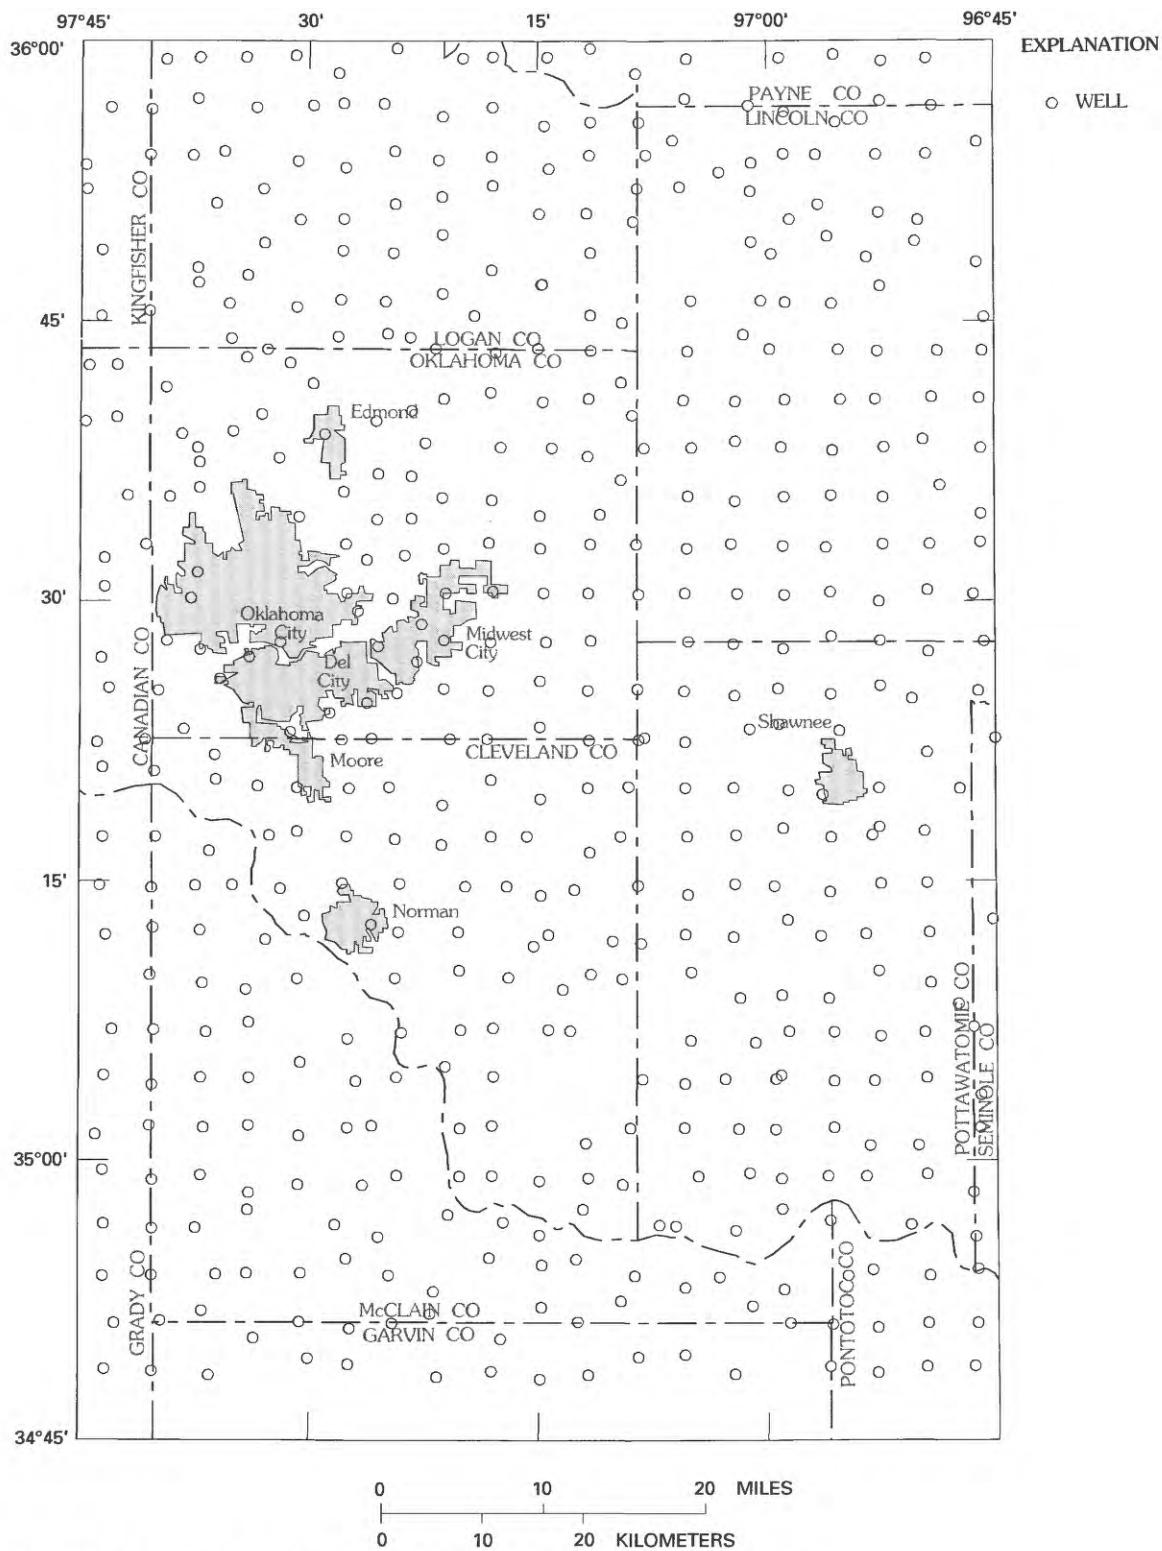 97°45' 30' 15' 97°00' 96°45'
36°00'
EXPLANATION
WELL
PAYNE CO
LINCOLN CO
KINGFISHER CO
45'
LOGAN CO
OKLAHOMA CO
Edmond
30'
Oklahoma
City
Midwest
City
Del
City
CANADIAN CO
Shawnee
CLEVELAND CO
Moore
15'
Norman
POTTAWATOMIE CO
SEMINOLE CO
35°00'
GRADY CO
McCLAIN CO
GARVIN CO
PONTOTOC CO
34°45'
0 10 20 MILES
0 10 20 KILOMETERS